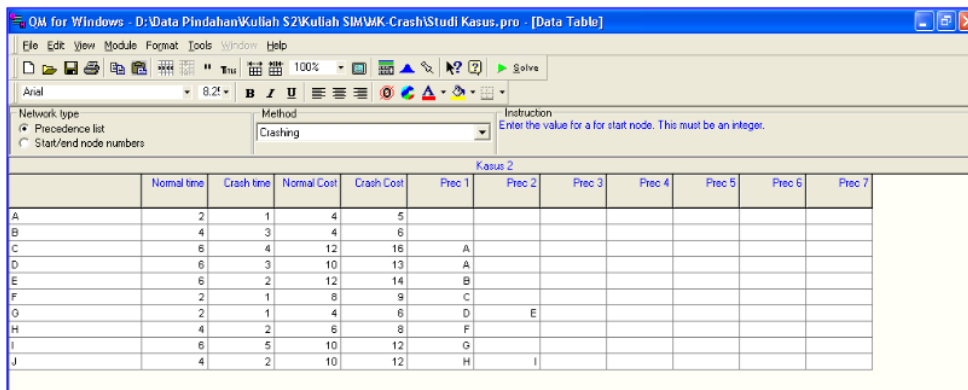 QM for Windows - D:\Data Pindahan\Kuliah S2\Kuliah SIM\MK-Crash\Studi Kasus.pro - [Data Table]
File Edit View Module Format Tools Window Help
100% Solve
Arial 8.25 B I U
Network type
Precedence list
Start/end node numbers
Method
Crashing
Instruction
Enter the value for a for start node. This must be an integer.
Kasus 2
Normal time Crash time Normal Cost Crash Cost Prec 1 Prec 2 Prec 3 Prec 4 Prec 5 Prec 6 Prec 7
A 2 1 4 5
B 4 3 4 6
C 6 4 12 16 A
D 6 3 10 13 A
E 6 2 12 14 B
F 2 1 8 9 C
G 2 1 4 6 D E
H 4 2 6 8 F
I 6 5 10 12 G
J 4 2 10 12 H I